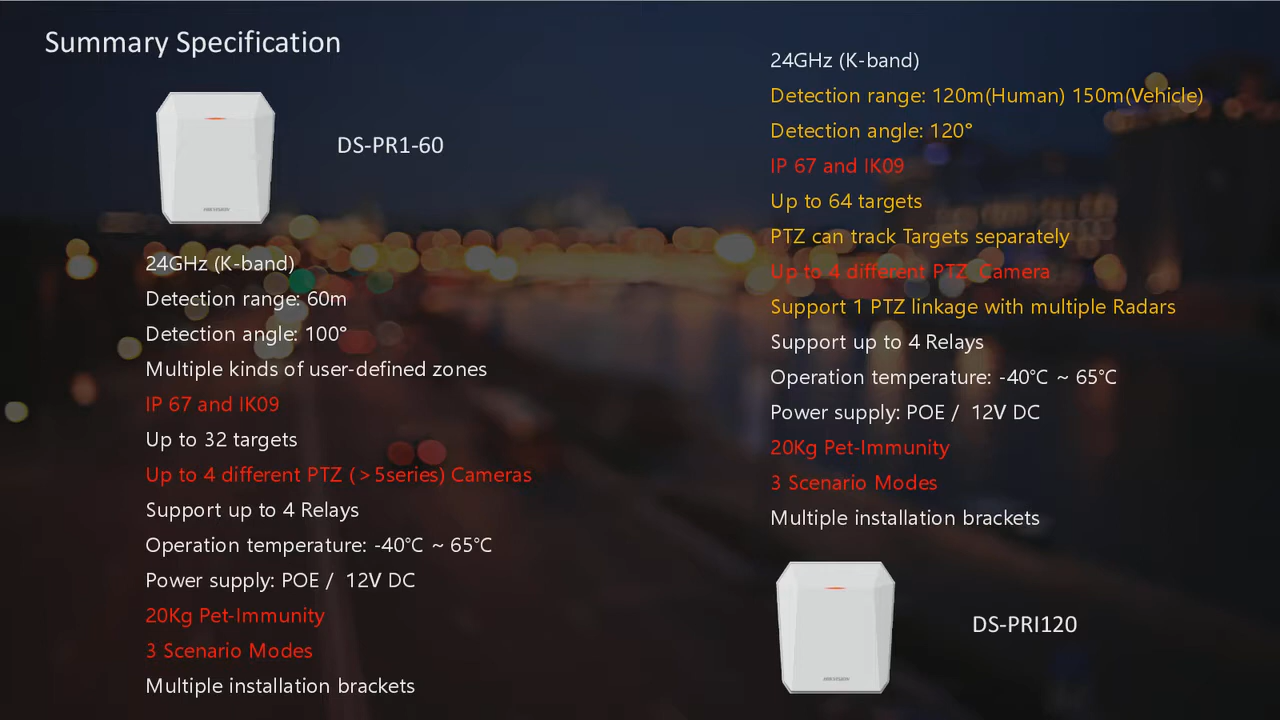 Summary Specification
DS-PR1-60
24GHz (K-band)
Detection range: 60m
Detection angle: 100°
Multiple kinds of user-defined zones
IP 67 and IK09
Up to 32 targets
Up to 4 different PTZ (>5series) Cameras
Support up to 4 Relays
Operation temperature: -40℃ ~ 65℃
Power supply: POE / 12V DC
20Kg Pet-Immunity
3 Scenario Modes
Multiple installation brackets
24GHz (K-band)
Detection range: 120m(Human) 150m(Vehicle)
Detection angle: 120°
IP 67 and IK09
Up to 64 targets
PTZ can track Targets separately
Up to 4 different PTZ Camera
Support 1 PTZ linkage with multiple Radars
Support up to 4 Relays
Operation temperature: -40℃ ~ 65℃
Power supply: POE / 12V DC
20Kg Pet-Immunity
3 Scenario Modes
Multiple installation brackets
DS-PRI120
HIKVISION
HIKVISION